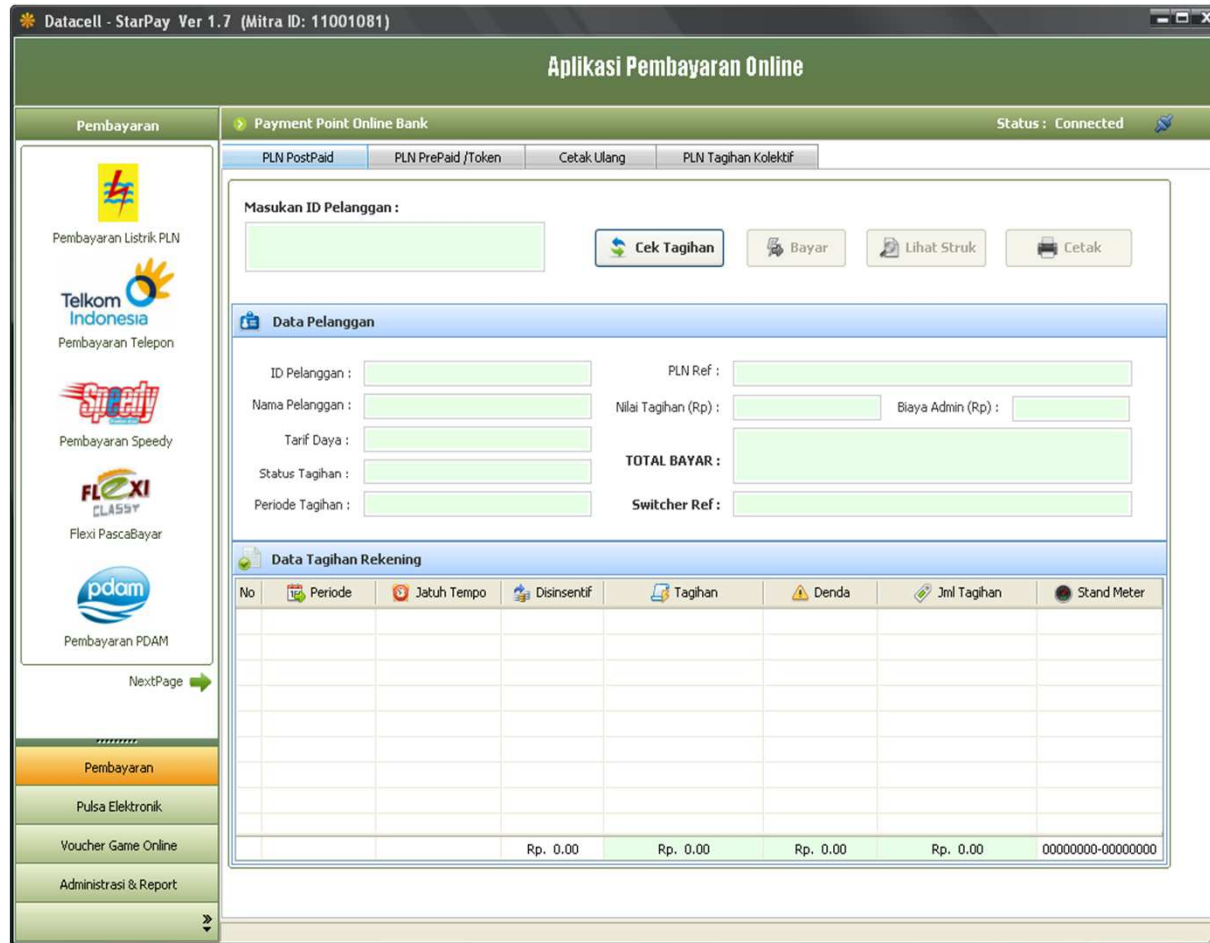 Datacell - StarPay Ver 1.7 (Mitra ID: 11001081)
Aplikasi Pembayaran Online
Pembayaran
Payment Point Online Bank
Status : Connected
PLN PostPaid
PLN PrePaid /Token
Cetak Ulang
PLN Tagihan Kolektif
Pembayaran Listrik PLN
Telkom
Indonesia
Pembayaran Telepon
Speedy
Pembayaran Speedy
FLEXI
CLASSY
Flexi PascaBayar
pdam
Pembayaran PDAM
NextPage
Pembayaran
Pulsa Elektronik
Voucher Game Online
Administrasi & Report
Masukan ID Pelanggan :
Cek Tagihan
Bayar
Lihat Struk
Cetak
Data Pelanggan
ID Pelanggan :
PLN Ref :
Nama Pelanggan :
Nilai Tagihan (Rp) :
Biaya Admin (Rp) :
Tarif Daya :
TOTAL BAYAR :
Status Tagihan :
Periode Tagihan :
Switcher Ref :
Data Tagihan Rekening
No Periode Jatuh Tempo Disinsentif Tagihan Denda Jml Tagihan Stand Meter
Rp. 0.00 Rp. 0.00 Rp. 0.00 Rp. 0.00 00000000-00000000